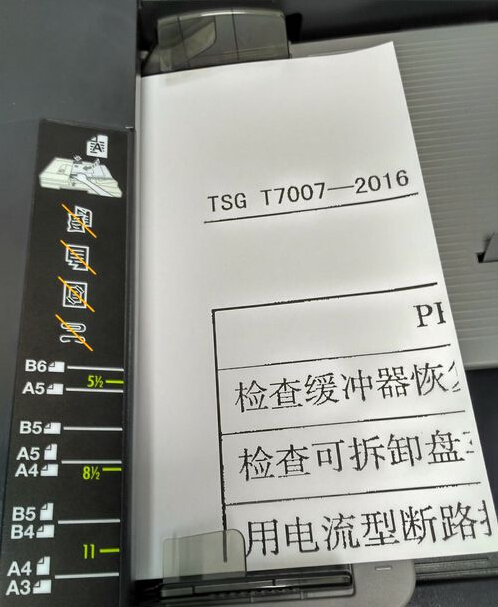 TSG T7007—2016
检查缓冲器恢
检查可拆卸盘
用电流型断路
B6
5½
A5
B5
A5
A4
8½
B5
B4
11
A4
A3